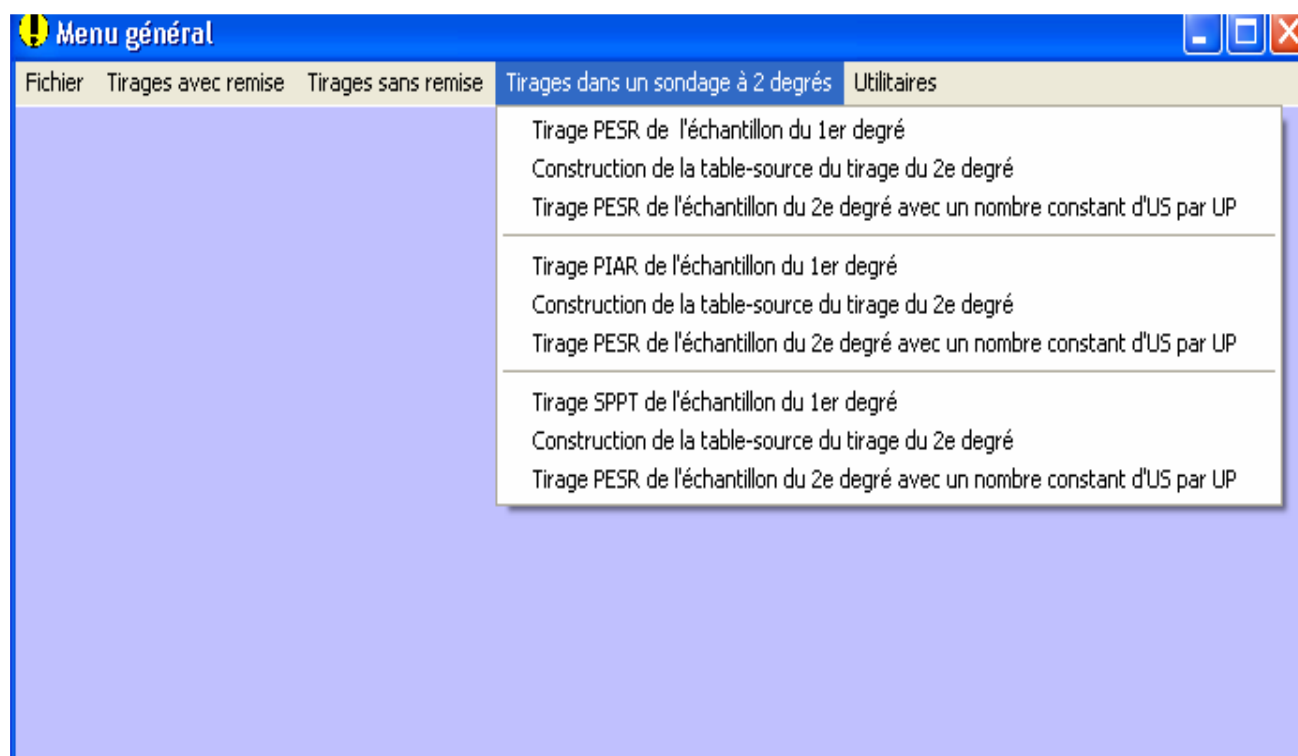 Menu général
Fichier Tirages avec remise Tirages sans remise Tirages dans un sondage à 2 degrés Utilitaires
Tirage PESR de l'échantillon du 1er degré
Construction de la table-source du tirage du 2e degré
Tirage PESR de l'échantillon du 2e degré avec un nombre constant d'US par UP
Tirage PIAR de l'échantillon du 1er degré
Construction de la table-source du tirage du 2e degré
Tirage PESR de l'échantillon du 2e degré avec un nombre constant d'US par UP
Tirage SPPT de l'échantillon du 1er degré
Construction de la table-source du tirage du 2e degré
Tirage PESR de l'échantillon du 2e degré avec un nombre constant d'US par UP